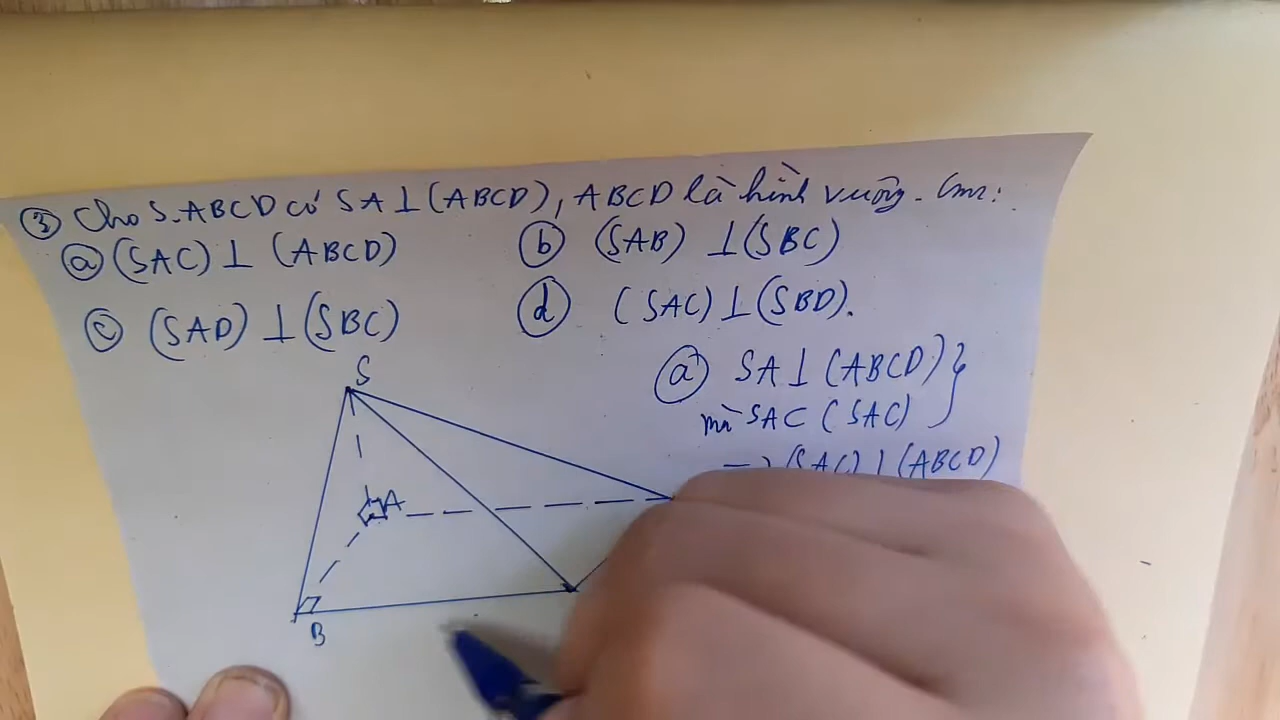 ③ Cho S.ABCD có SA⊥(ABCD), ABCD là hình vuông. Cm:
ⓐ (SAC)⊥(ABCD) ⓑ (SAB) ⊥(SBC)
ⓒ (SAD)⊥(SBC) ⓓ (SAC)⊥(SBD).
ⓐ SA⊥(ABCD)}
mà SA⊂(SAC)
⇒ (SAC)⊥(ABCD)
S
A
B